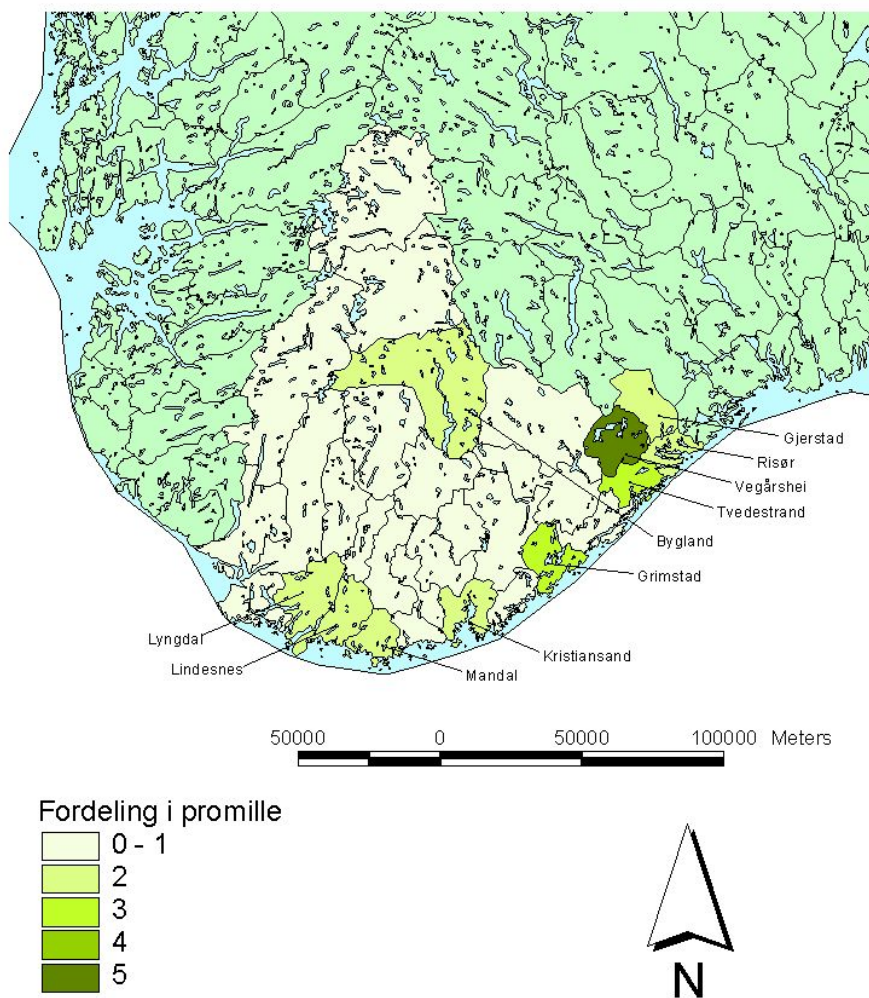 Gjerstad
Risør
Vegårshei
Tvedestrand
Bygland
Grimstad
Lyngdal
Lindesnes
Mandal
Kristiansand
50000 0 50000 100000 Meters
Fordeling i promille
0 - 1
2
3
4
5
N